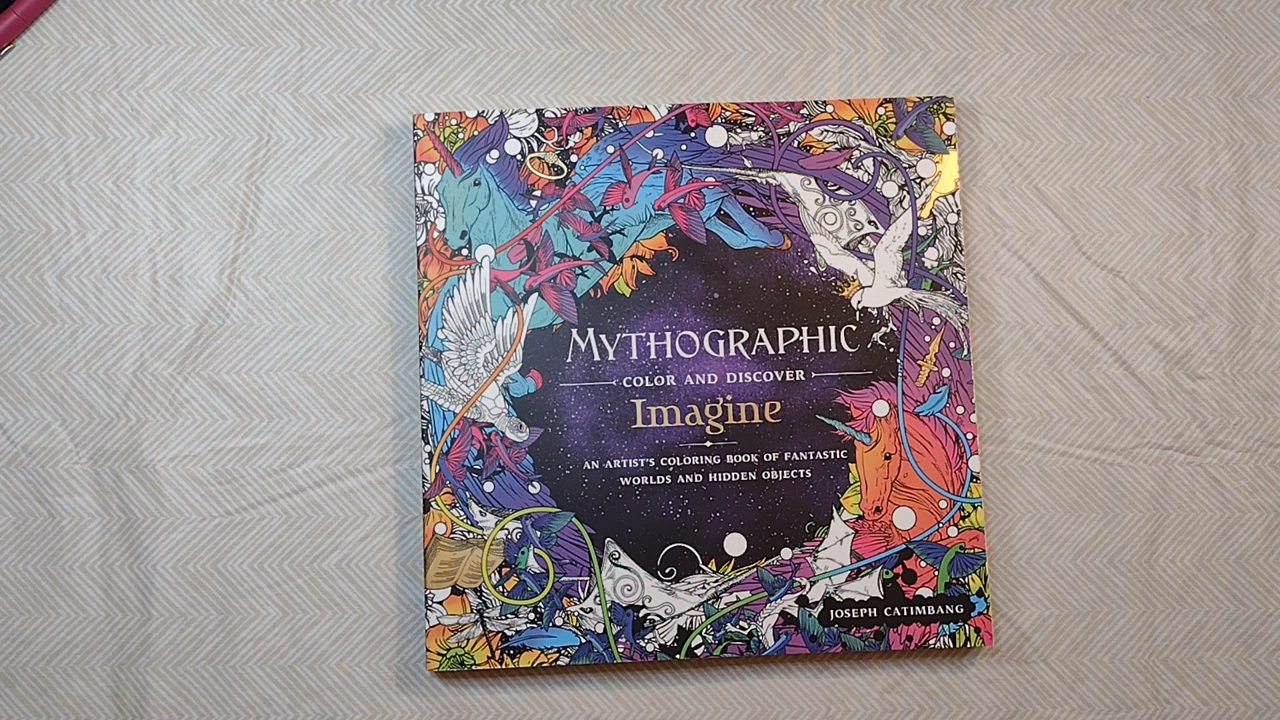 MYTHOGRAPHIC
COLOR AND DISCOVER
Imagine
AN ARTIST'S COLORING BOOK OF FANTASTIC
WORLDS AND HIDDEN OBJECTS
JOSEPH CATIMBANG